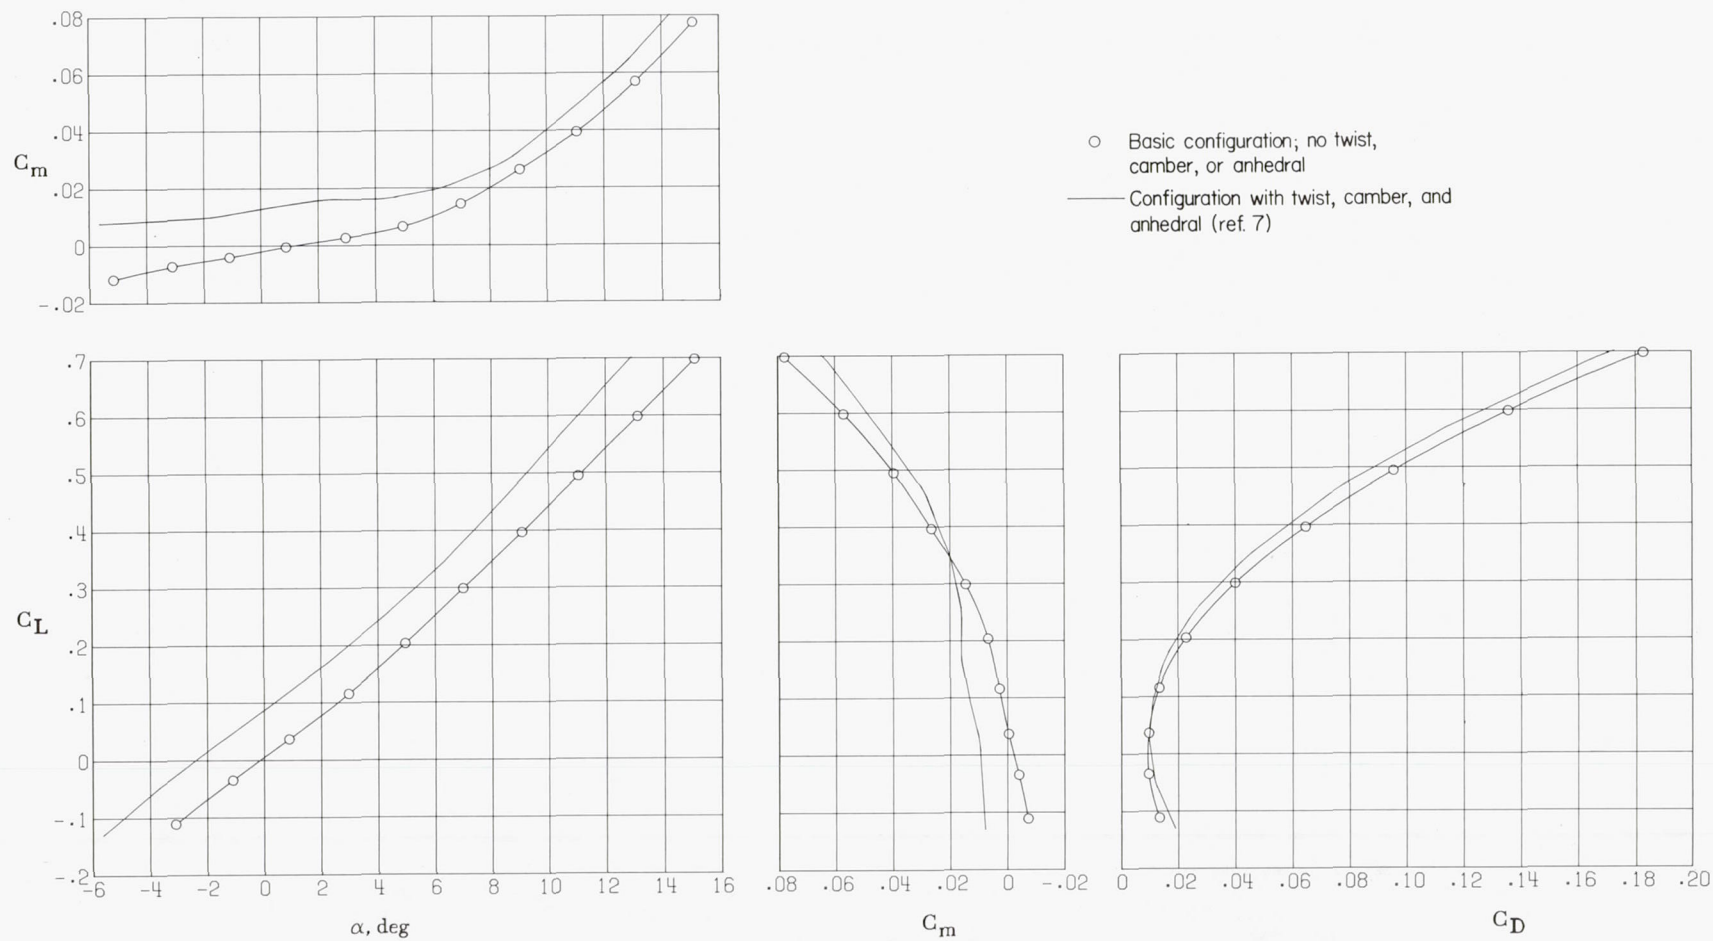 .08
.06
.04
.02
0
-.02
Cm
Basic configuration; no twist,
camber, or anhedral
Configuration with twist, camber, and
anhedral (ref. 7)
.7
.6
.5
.4
.3
.2
.1
0
-.1
-.2
CL
-6 -4 -2 0 2 4 6 8 10 12 14 16
α, deg
.08 .06 .04 .02 0 -.02
Cm
0 .02 .04 .06 .08 .10 .12 .14 .16 .18 .20
CD